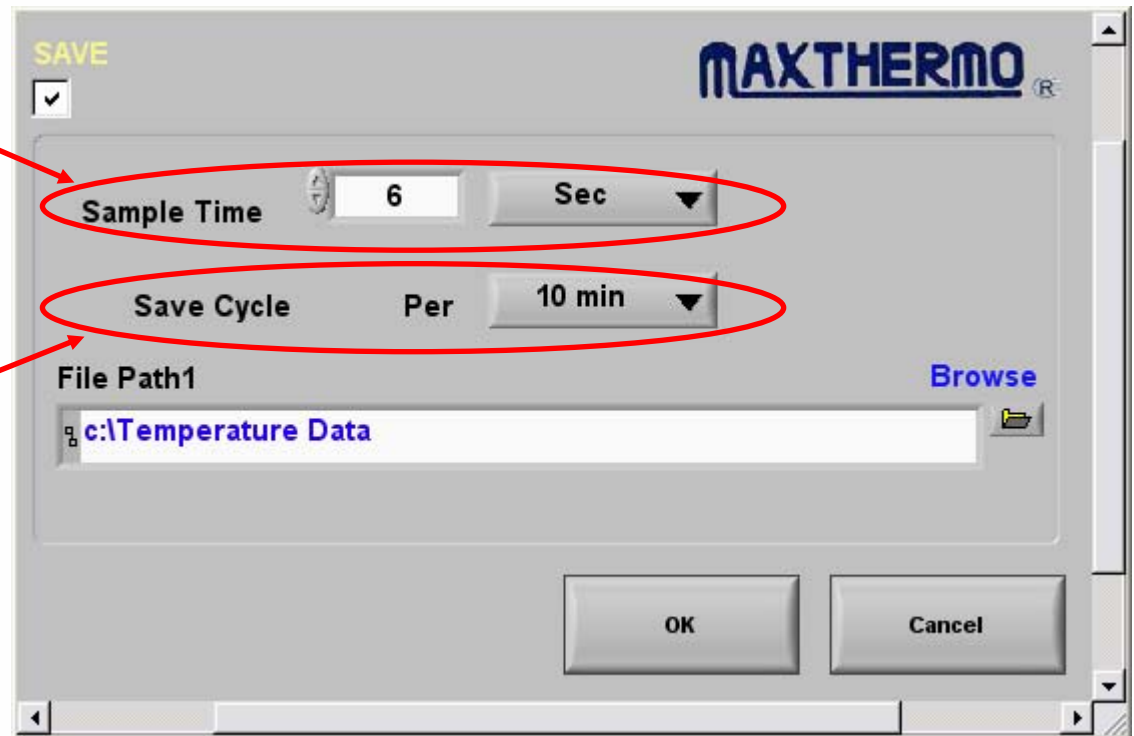 SAVE
MAXTHERMO ®
Sample Time 6 Sec
Save Cycle Per 10 min
File Path1 Browse
c:\Temperature Data
OK Cancel